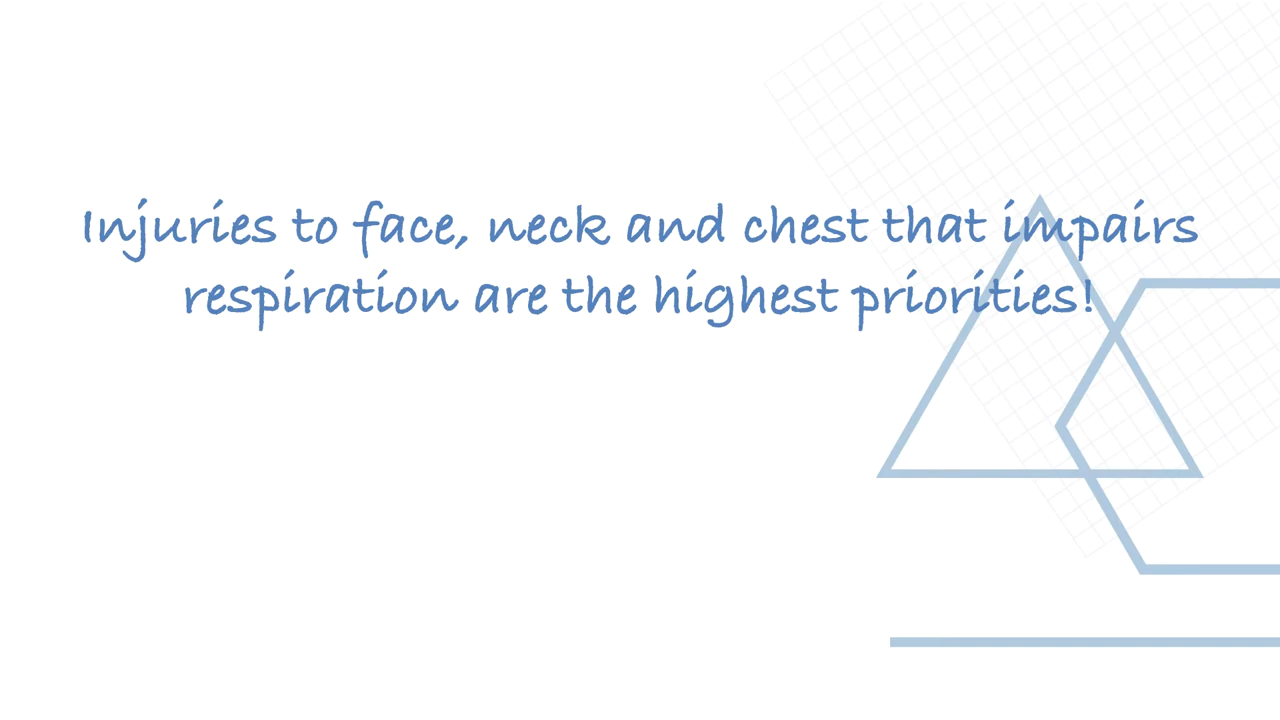 Injuries to face, neck and chest that impairs
respiration are the highest priorities!